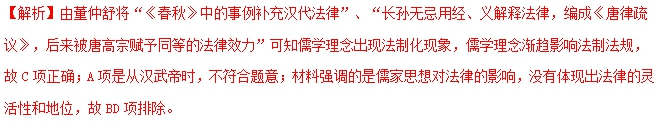 【解析】由董仲舒将“《春秋》中的事例补充汉代法律”、“长孙无忌用经、义解释法律，编成《唐律疏
议》，后来被唐高宗赋予同等的法律效力”可知儒学理念出现法制化现象，儒学理念渐趋影响法制法规，
故 C 项正确；A 项是从汉武帝时，不符合题意；材料强调的是儒家思想对法律的影响，没有体现出法律的灵
活性和地位，故 BD 项排除。